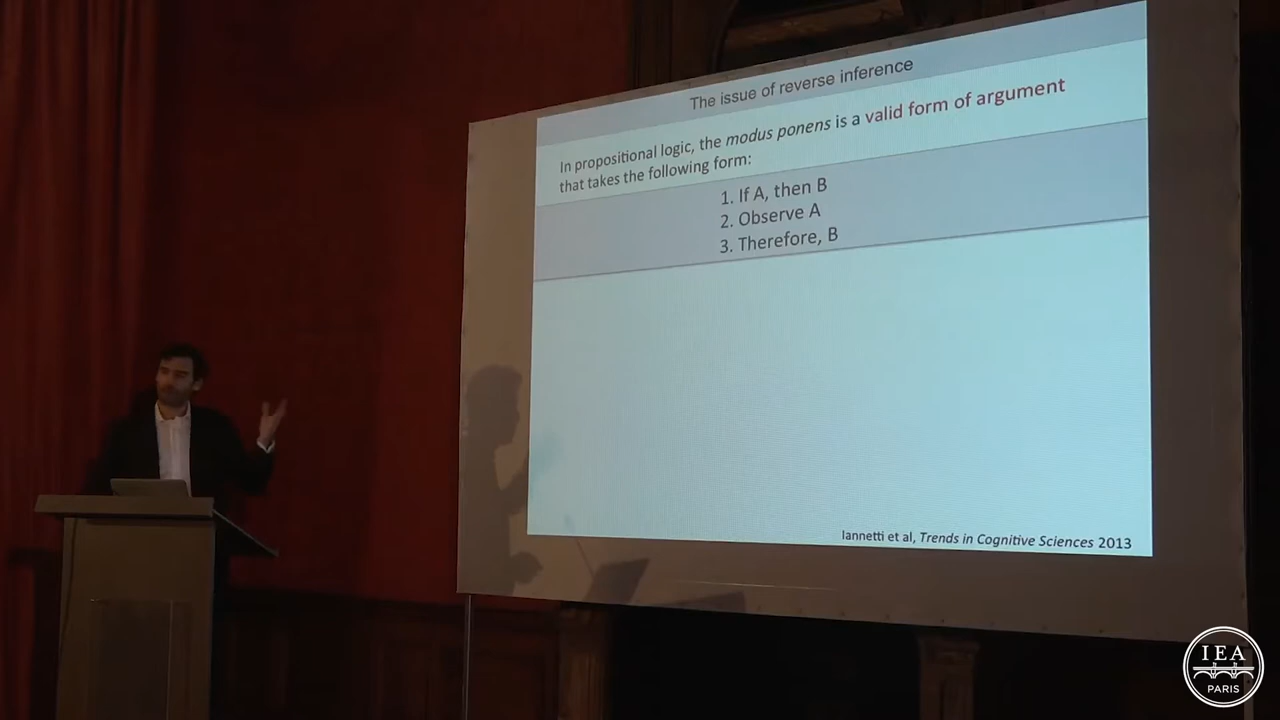 The issue of reverse inference
In propositional logic, the modus ponens is a valid form of argument
that takes the following form:
1. If A, then B
2. Observe A
3. Therefore, B
Iannetti et al, Trends in Cognitive Sciences 2013
IEA
PARIS